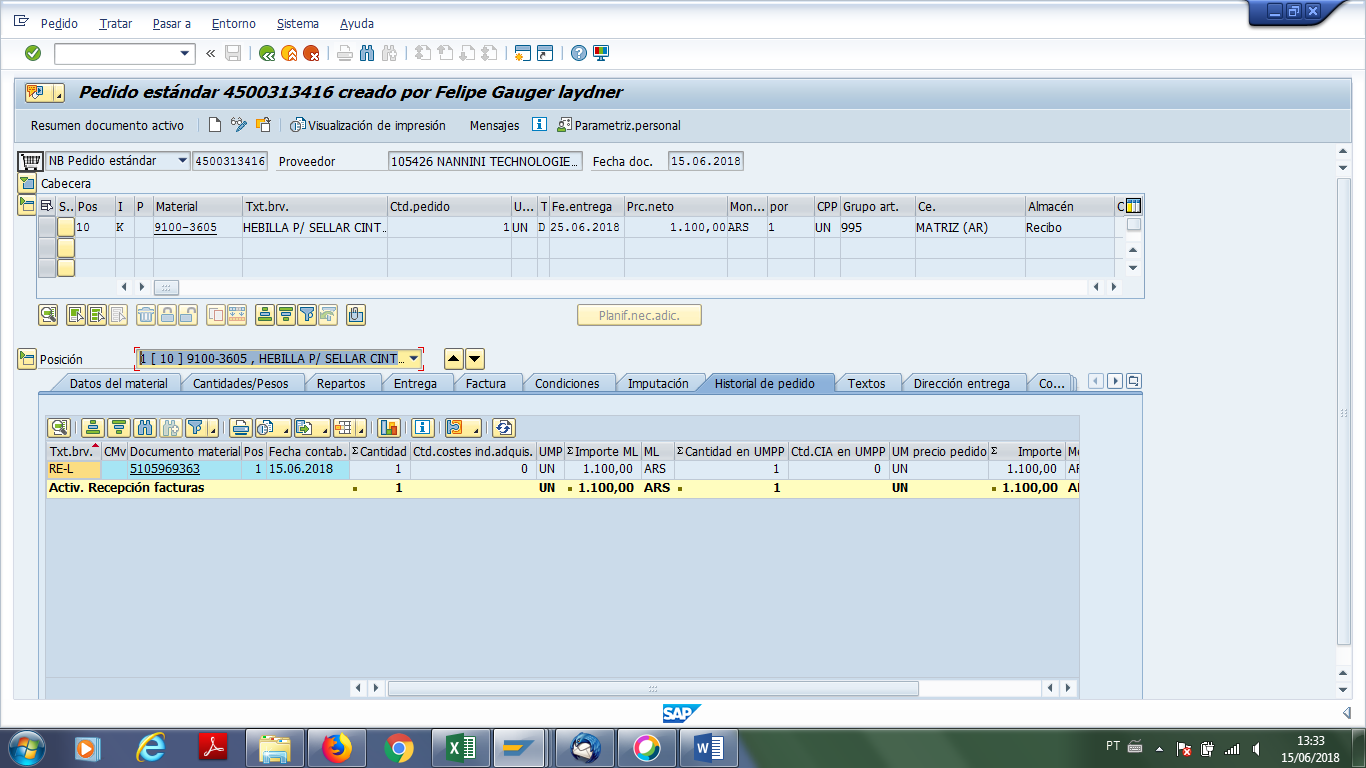 Pedido Tratar Pasar a Entorno Sistema Ayuda
Pedido estándar 4500313416 creado por Felipe Gauger laydner
Resumen documento activo Visualización de impresión Mensajes Parametriz.personal
NB Pedido estándar 4500313416 Proveedor 105426 NANNINI TECHNOLOGIE... Fecha doc. 15.06.2018
Cabecera
S.. Pos I P Material Txt.brv. Ctd.pedido U... T Fe.entrega Prc.neto Mon... por CPP Grupo art. Ce. Almacén C
10 K 9100-3605 HEBILLA P/ SELLAR CINT... 1 UN D 25.06.2018 1.100,00 ARS 1 UN 995 MATRIZ (AR) Recibo
Planif.nec.adic.
Posición 1 [ 10 ] 9100-3605 , HEBILLA P/ SELLAR CINT...
Datos del material Cantidades/Pesos Repartos Entrega Factura Condiciones Imputación Historial de pedido Textos Dirección entrega Co...
Txt.brv. CMv Documento material Pos Fecha contab. Σ Cantidad Ctd.costes ind.adquis. UMP Σ Importe ML ML Σ Cantidad en UMPP Ctd.CIA en UMPP UM precio pedido Σ Importe
RE-L 5105969363 1 15.06.2018 1 0 UN 1.100,00 ARS 1 0 UN 1.100,00
Activ. Recepción facturas 1 UN 1.100,00 ARS 1 UN 1.100,00
SAP
PT 13:33
15/06/2018